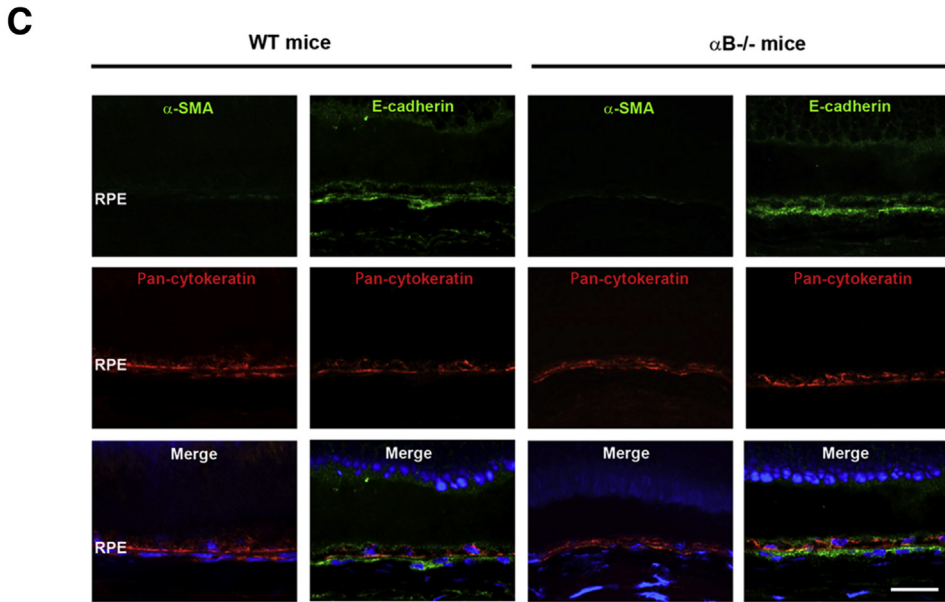 C
WT mice
αB-/- mice
α-SMA
E-cadherin
α-SMA
E-cadherin
RPE
Pan-cytokeratin
Pan-cytokeratin
Pan-cytokeratin
Pan-cytokeratin
RPE
Merge
Merge
Merge
Merge
RPE